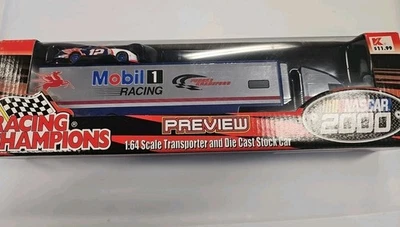 12
K
$11.99
Mobil 1
RACING
RACING
CHAMPIONS
PREVIEW
1:64 Scale Transporter and Die Cast Stock Car
NASCAR
2000